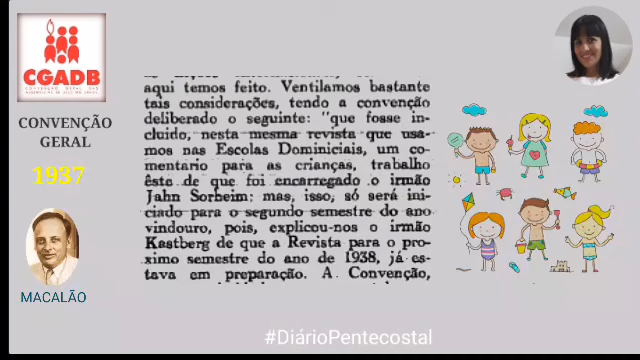 CGADB
CONVENÇÃO
GERAL
1937
MACALÃO
aqui temos feito. Ventilamos bastante
tais considerações, tendo a convenção
deliberado o seguinte: "que fosse in-
cluido, nesta mesma revista que usa-
mos nas Escolas Dominiciais, um co-
mentario para as crianças, trabalho
êste de que foi encarregado o irmão
Jahn Sorheim; mas, isso, só será ini-
ciado para o segundo semestre do ano
vindouro, pois, explicou-nos o irmão
Kastberg de que a Revista para o pro-
ximo semestre do ano de 1938, já es-
tava em preparação. A Convenção,
#DiárioPentecostal